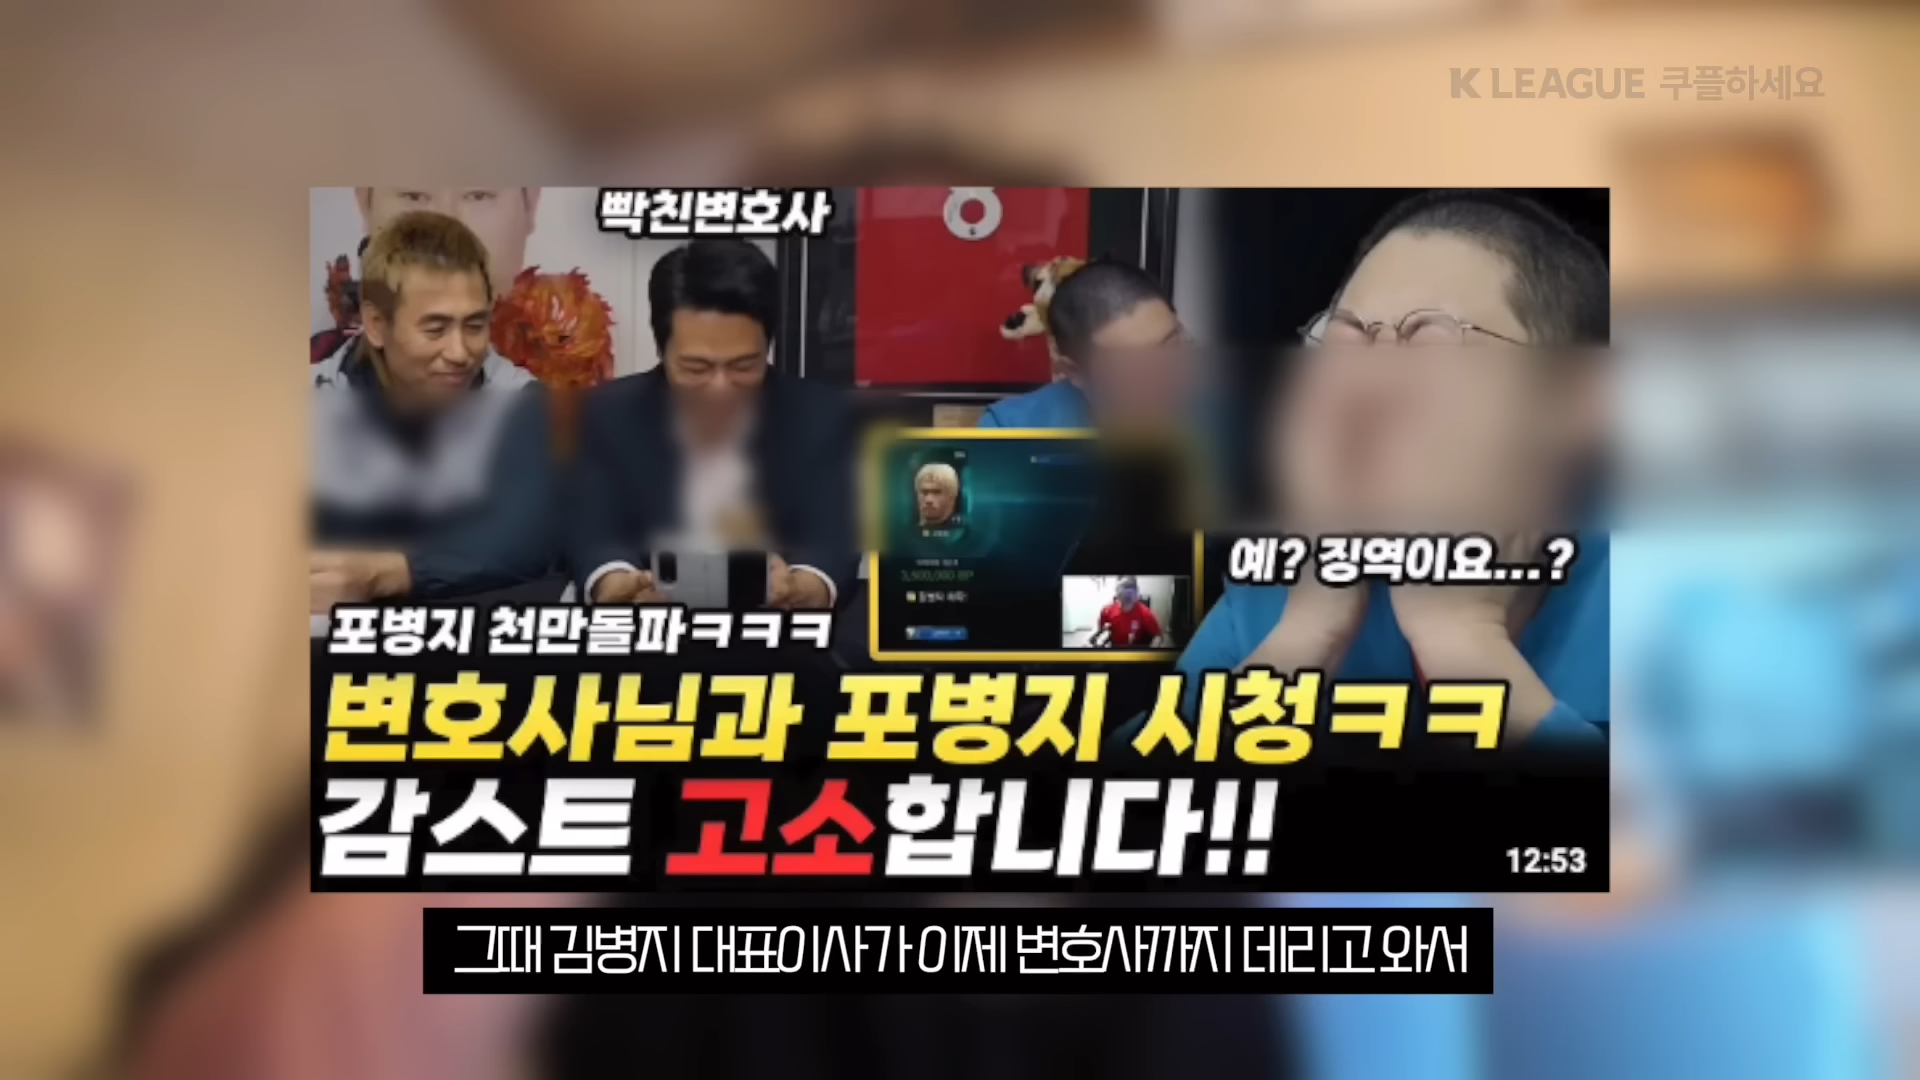 K LEAGUE 쿠플하세요
빡친변호사
예? 징역이요...?
포병지 천만돌파ㅋㅋㅋ
변호사님과 포병지 시청ㅋㅋ
감스트 고소합니다!!
12:53
그때 김병지 대표이사가 이제 변호사까지 데리고 와서